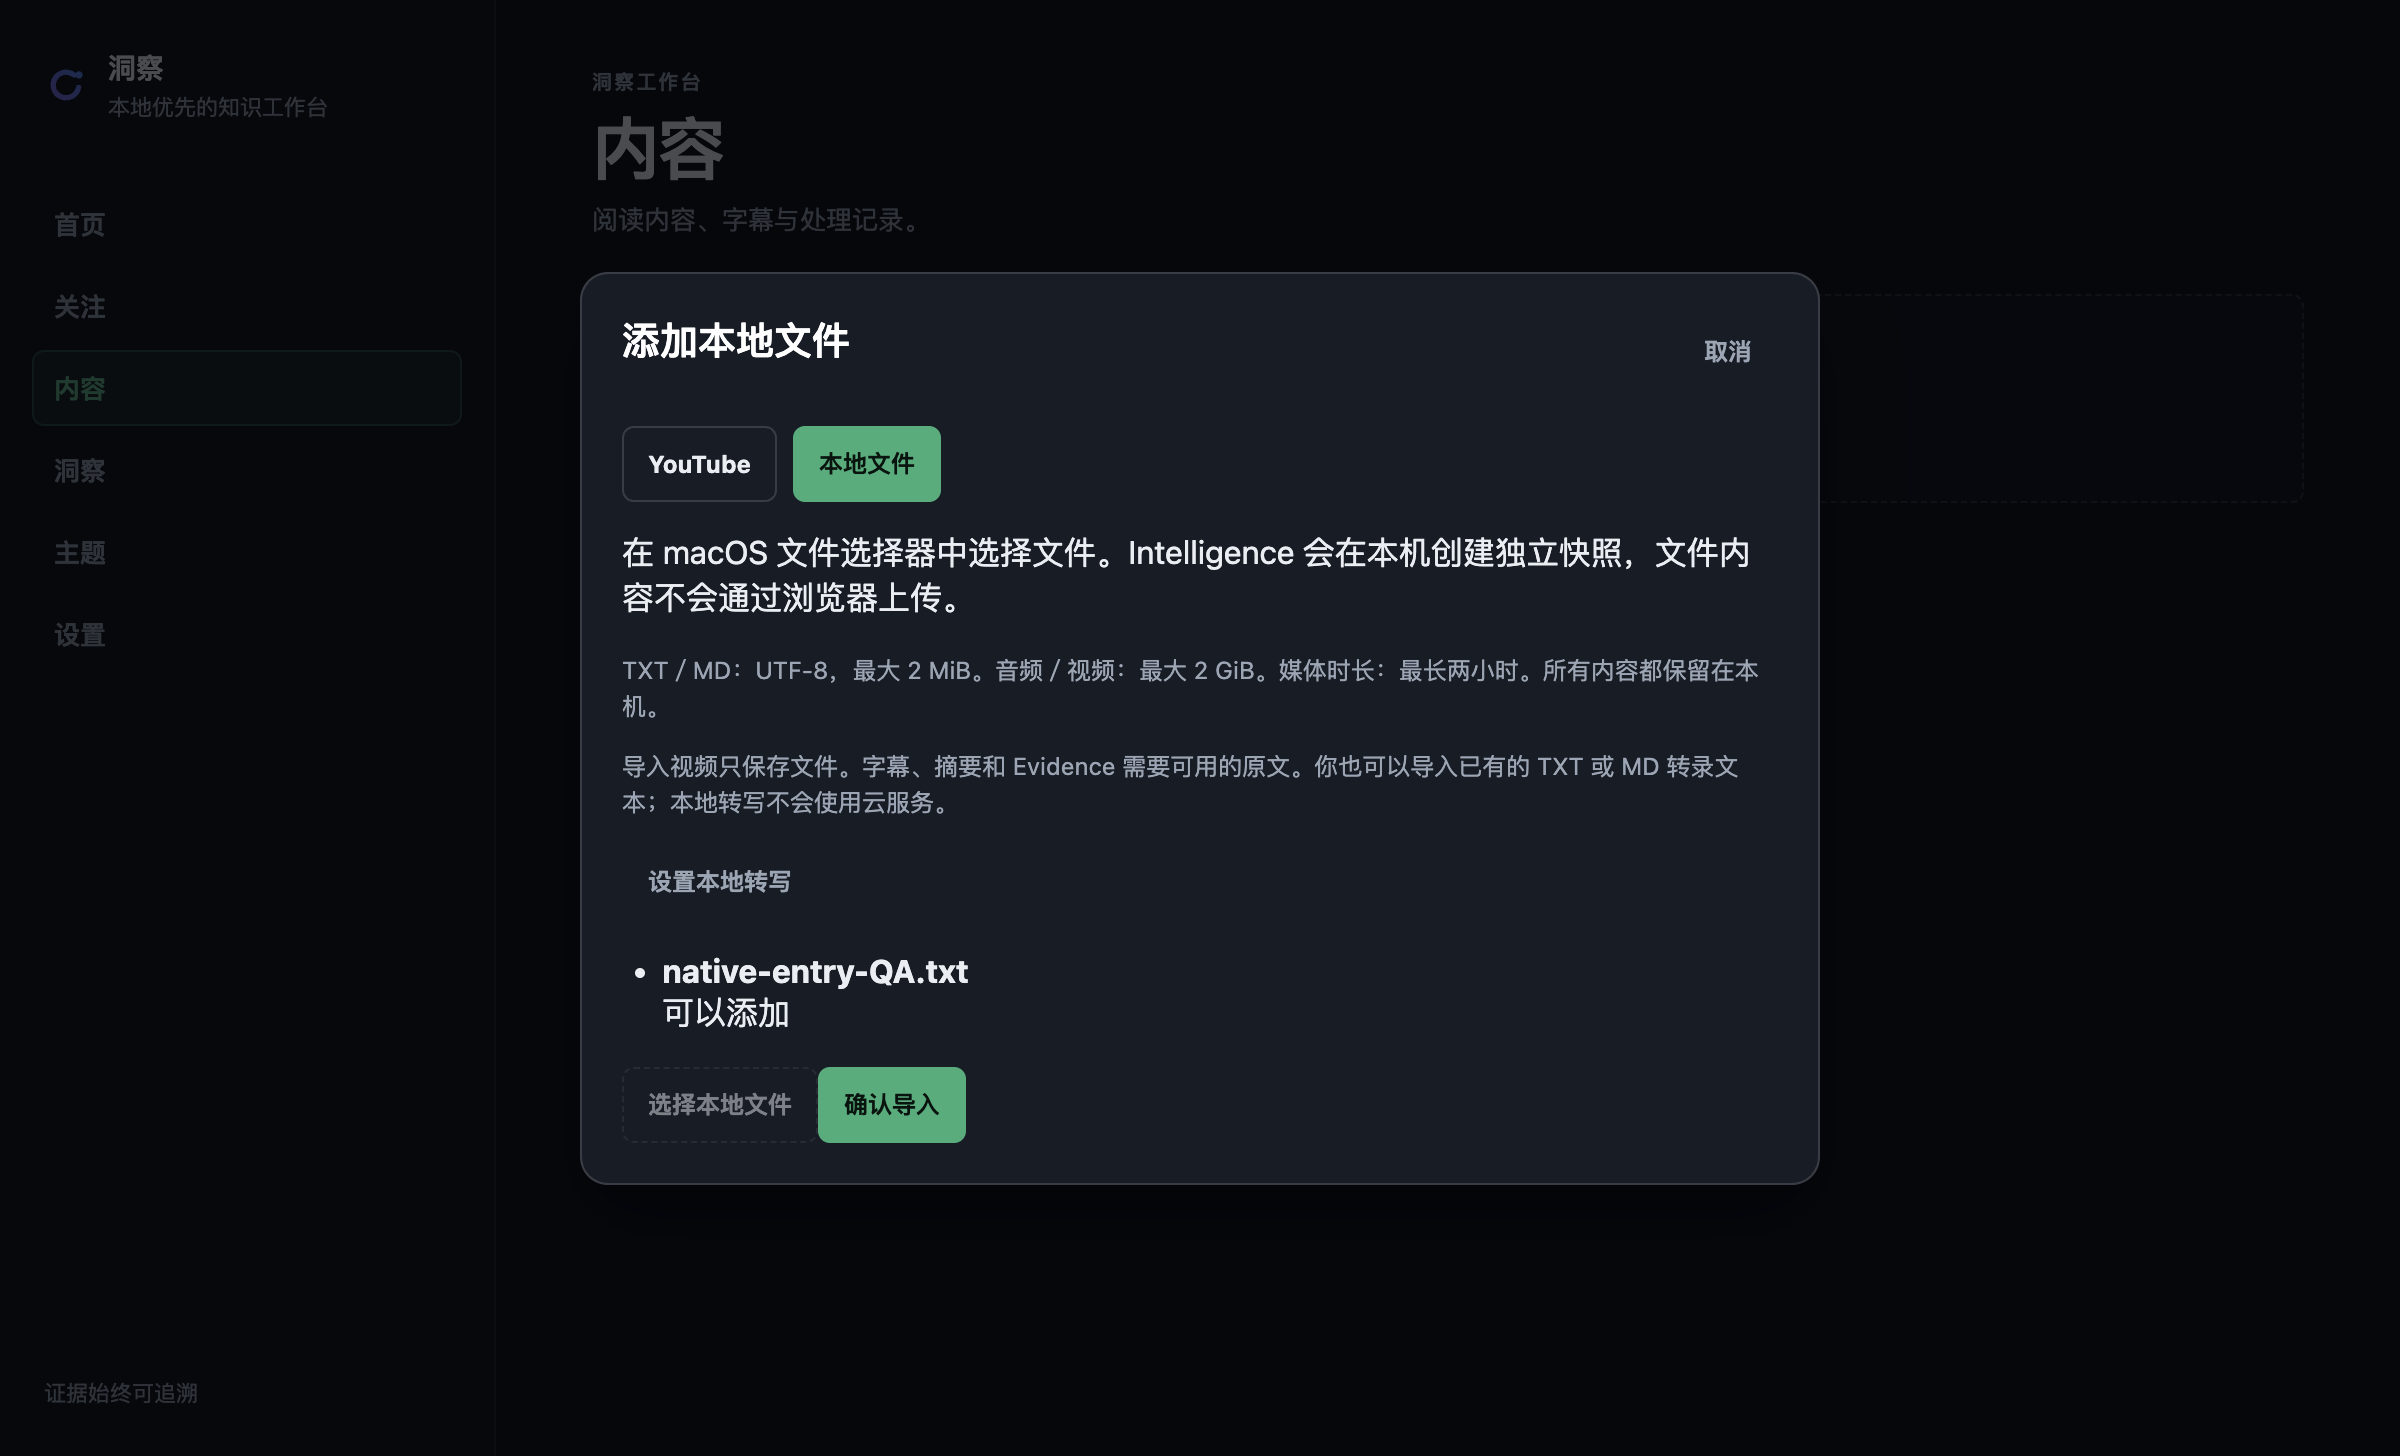 洞察
本地优先的知识工作台
首页
关注
内容
洞察
主题
设置
证据始终可追溯
洞察工作台
内容
阅读内容、字幕与处理记录。
添加本地文件
取消
YouTube
本地文件
在 macOS 文件选择器中选择文件。Intelligence 会在本机创建独立快照，文件内
容不会通过浏览器上传。
TXT / MD：UTF-8，最大 2 MiB。音频 / 视频：最大 2 GiB。媒体时长：最长两小时。所有内容都保留在本
机。
导入视频只保存文件。字幕、摘要和 Evidence 需要可用的原文。你也可以导入已有的 TXT 或 MD 转录文
本；本地转写不会使用云服务。
设置本地转写
native-entry-QA.txt
可以添加
选择本地文件
确认导入